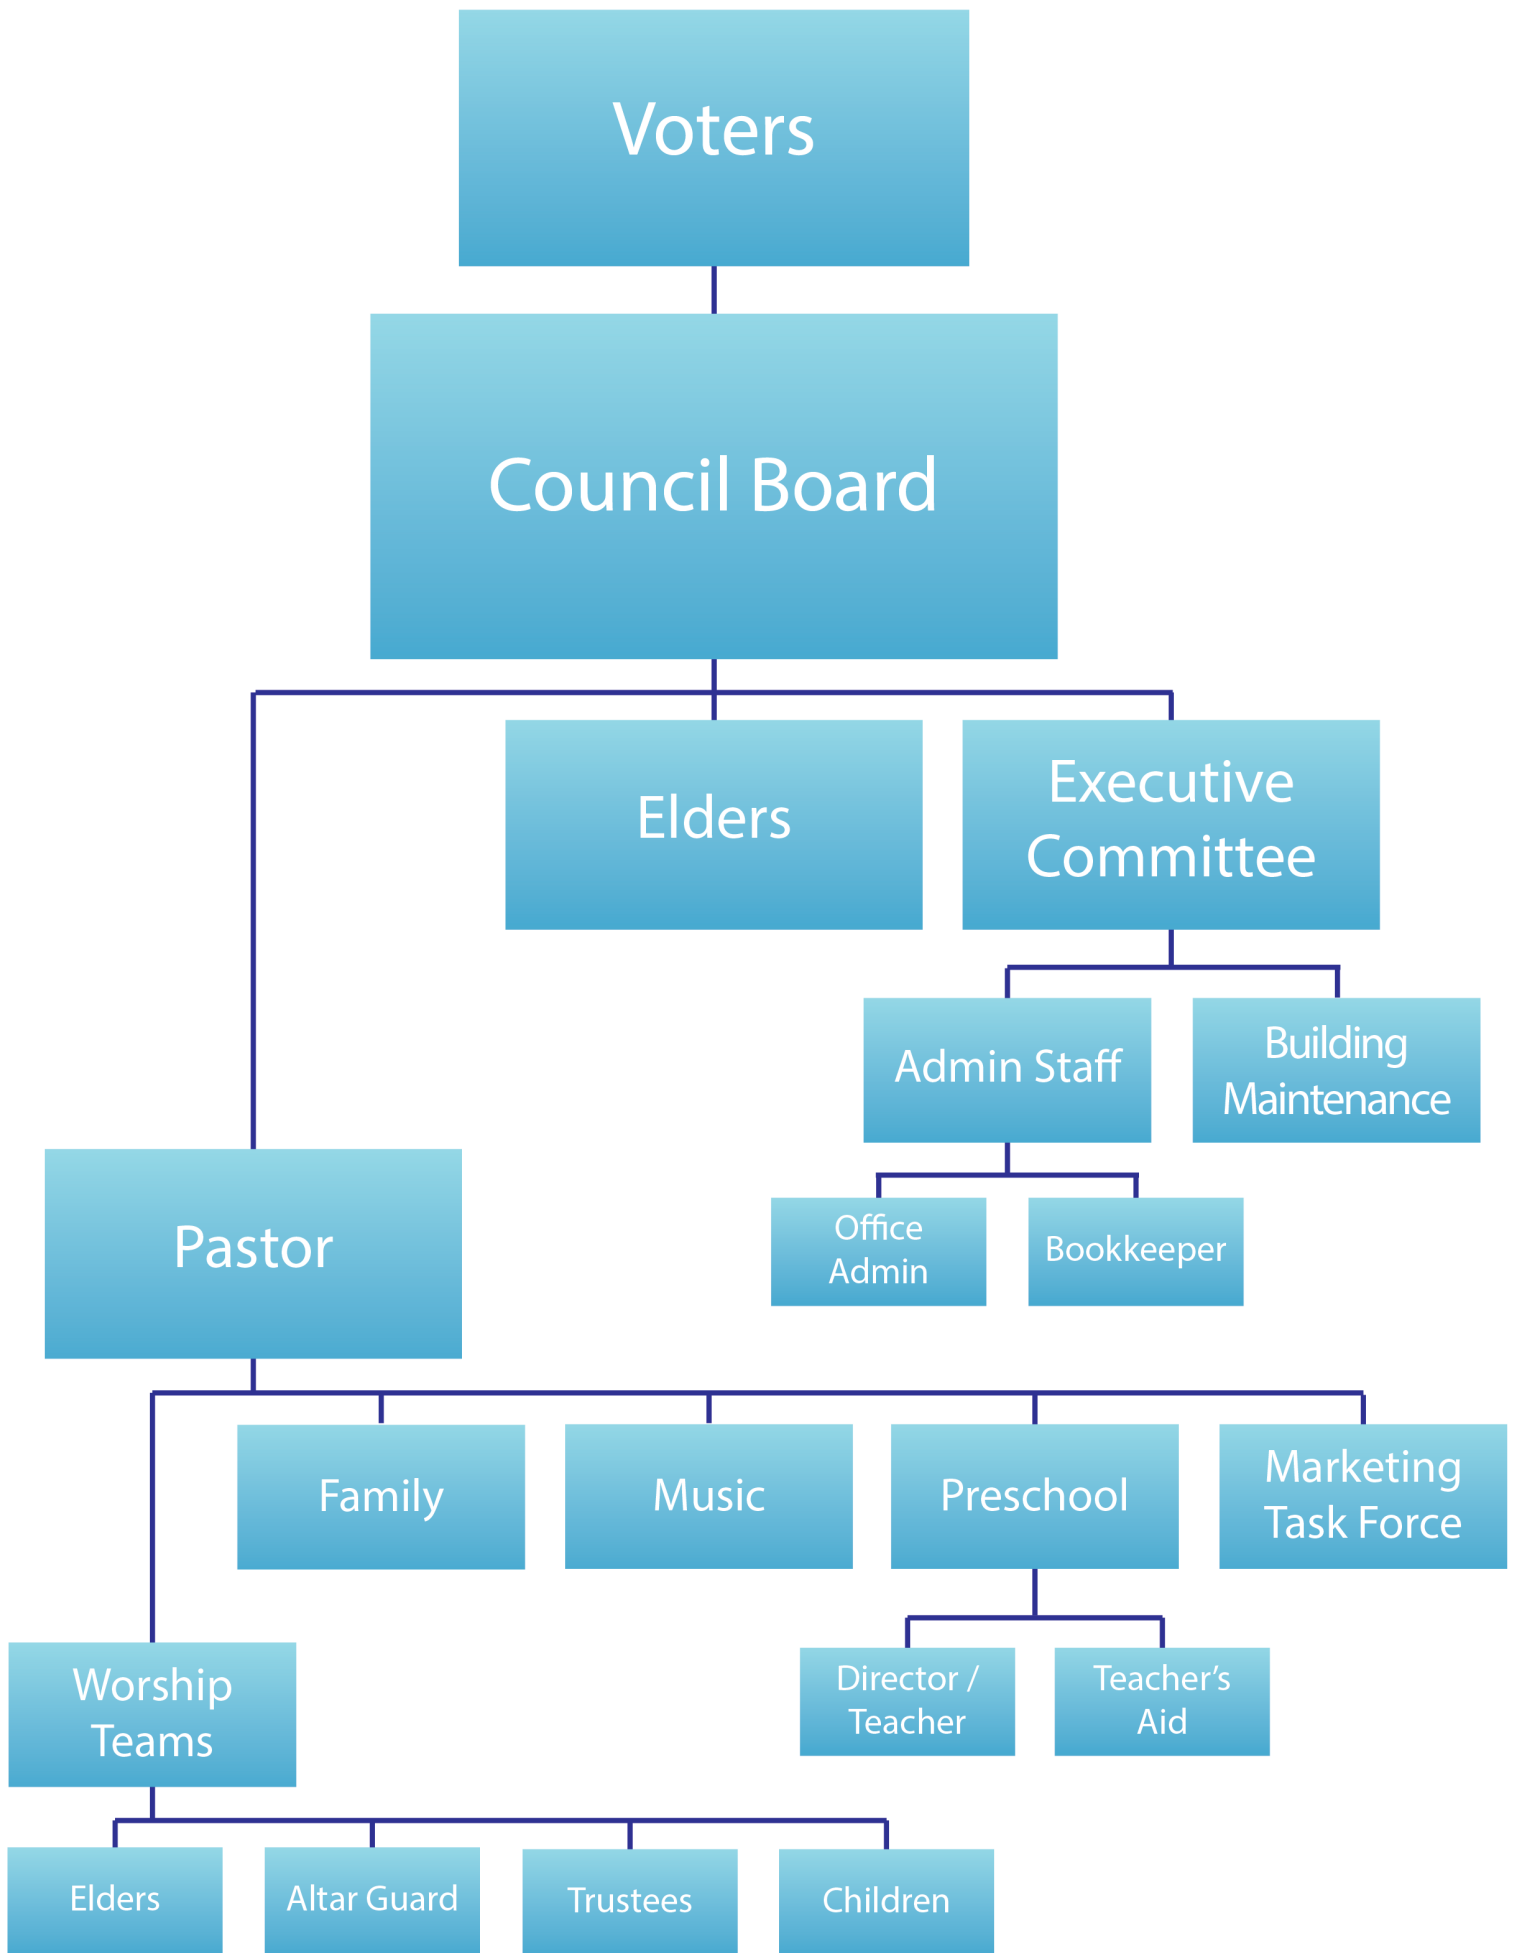 Voters
Council Board
Elders
Executive
Committee
Admin Staff
Building
Maintenance
Office
Admin
Bookkeeper
Pastor
Family
Music
Preschool
Marketing
Task Force
Director /
Teacher
Teacher’s
Aid
Worship
Teams
Elders
Altar Guard
Trustees
Children